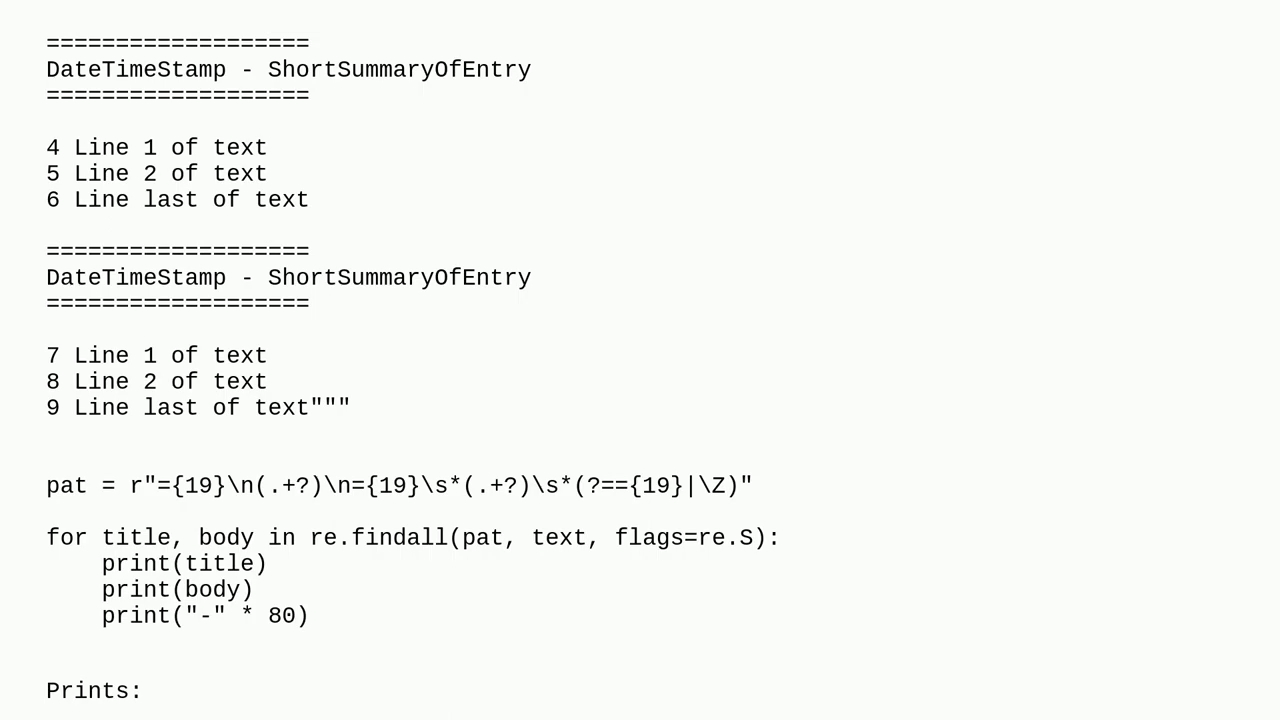 ===================
DateTimeStamp - ShortSummaryOfEntry
===================

4 Line 1 of text
5 Line 2 of text
6 Line last of text

===================
DateTimeStamp - ShortSummaryOfEntry
===================

7 Line 1 of text
8 Line 2 of text
9 Line last of text"""


pat = r"={19}\n(.+?)\n={19}\s*(.+?)\s*(?=={19}|\Z)"

for title, body in re.findall(pat, text, flags=re.S):
    print(title)
    print(body)
    print("-" * 80)


Prints: